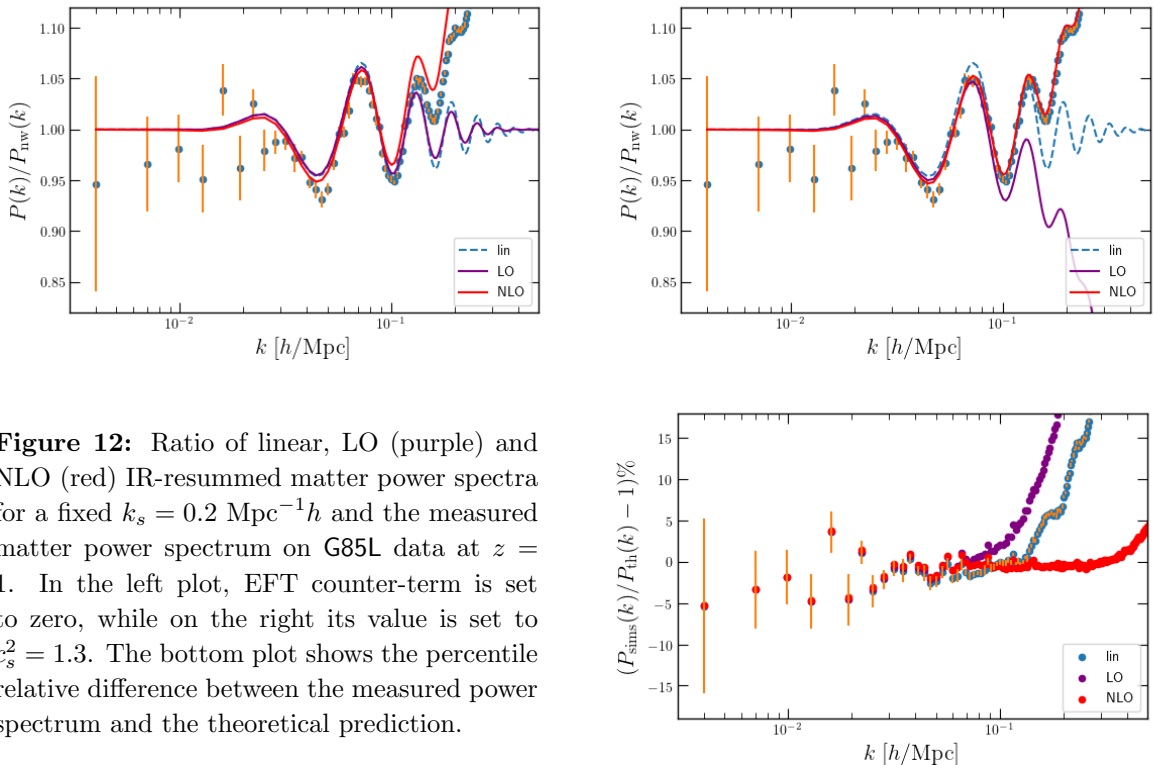 P(k)/P_nw(k)
1.10
1.05
1.00
0.95
0.90
0.85
lin
LO
NLO
10⁻²
10⁻¹
k [h/Mpc]
P(k)/P_nw(k)
1.10
1.05
1.00
0.95
0.90
0.85
lin
LO
NLO
10⁻²
10⁻¹
k [h/Mpc]
Figure 12: Ratio of linear, LO (purple) and
NLO (red) IR-resummed matter power spectra
for a fixed k_s = 0.2 Mpc⁻¹h and the measured
matter power spectrum on G85L data at z =
1. In the left plot, EFT counter-term is set
to zero, while on the right its value is set to
c_s² = 1.3. The bottom plot shows the percentile
relative difference between the measured power
spectrum and the theoretical prediction.
(P_sims(k)/P_th(k) − 1)%
15
10
5
0
−5
−10
−15
lin
LO
NLO
10⁻²
10⁻¹
k [h/Mpc]